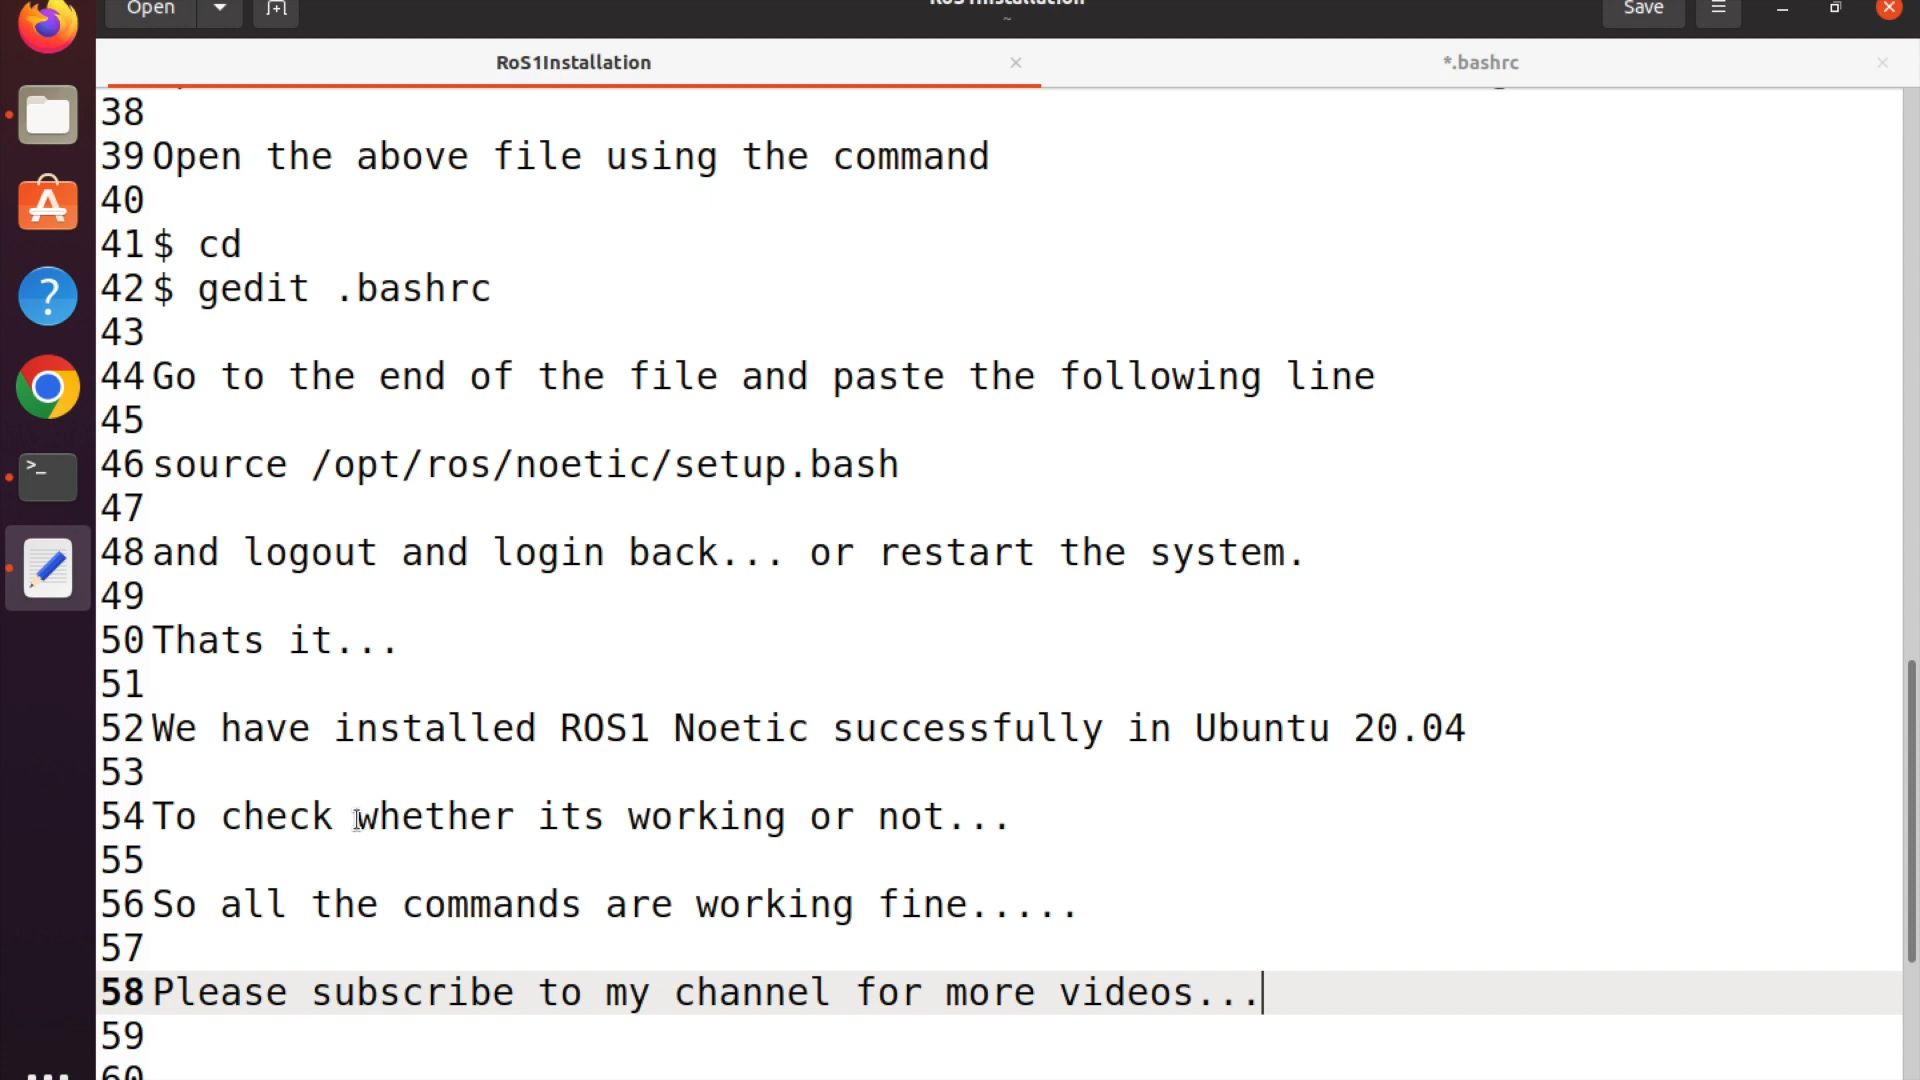 Open
Save
RoS1Installation
*.bashrc
38
39 Open the above file using the command
40
41 $ cd
42 $ gedit .bashrc
43
44 Go to the end of the file and paste the following line
45
46 source /opt/ros/noetic/setup.bash
47
48 and logout and login back... or restart the system.
49
50 Thats it...
51
52 We have installed ROS1 Noetic successfully in Ubuntu 20.04
53
54 To check whether its working or not...
55
56 So all the commands are working fine.....
57
58 Please subscribe to my channel for more videos...
59
60